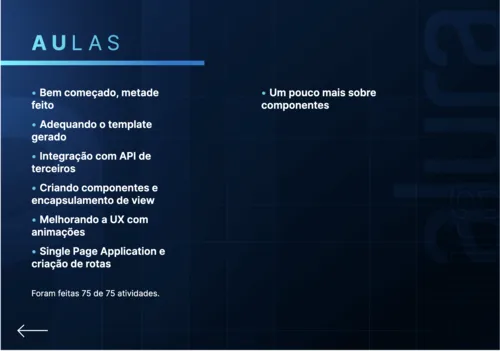 AULAS
• Bem começado, metade
feito
• Adequando o template
gerado
• Integração com API de
terceiros
• Criando componentes e
encapsulamento de view
• Melhorando a UX com
animações
• Single Page Application e
criação de rotas
• Um pouco mais sobre
componentes
Foram feitas 75 de 75 atividades.
alura